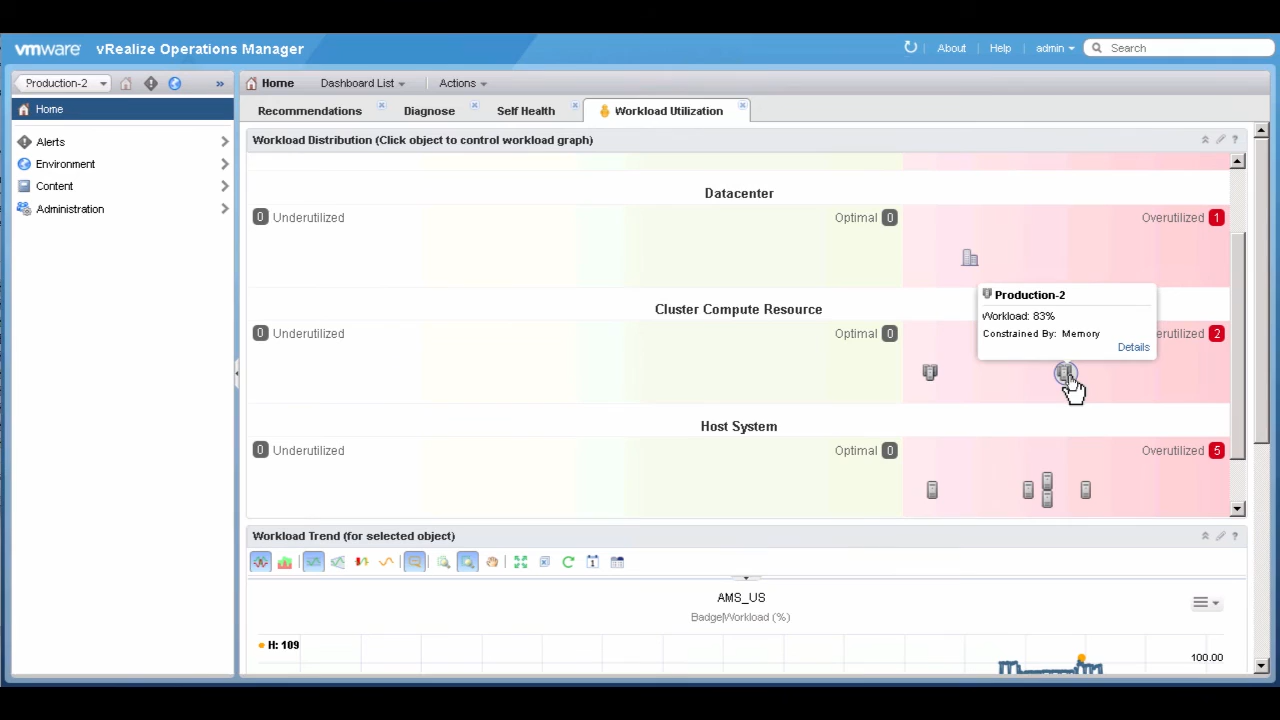 vmware vRealize Operations Manager
About Help admin Search
Production-2
Home Dashboard List Actions
Home
Recommendations Diagnose Self Health Workload Utilization
Workload Distribution (Click object to control workload graph)
Alerts
Environment
Content
Administration
Datacenter
0 Underutilized Optimal 0 Overutilized 1
Cluster Compute Resource
0 Underutilized Optimal 0 erutilized 2
Production-2
Workload: 83%
Constrained By: Memory
Details
Host System
0 Underutilized Optimal 0 Overutilized 5
Workload Trend (for selected object)
1
AMS_US
Badge|Workload (%)
H: 109
100.00